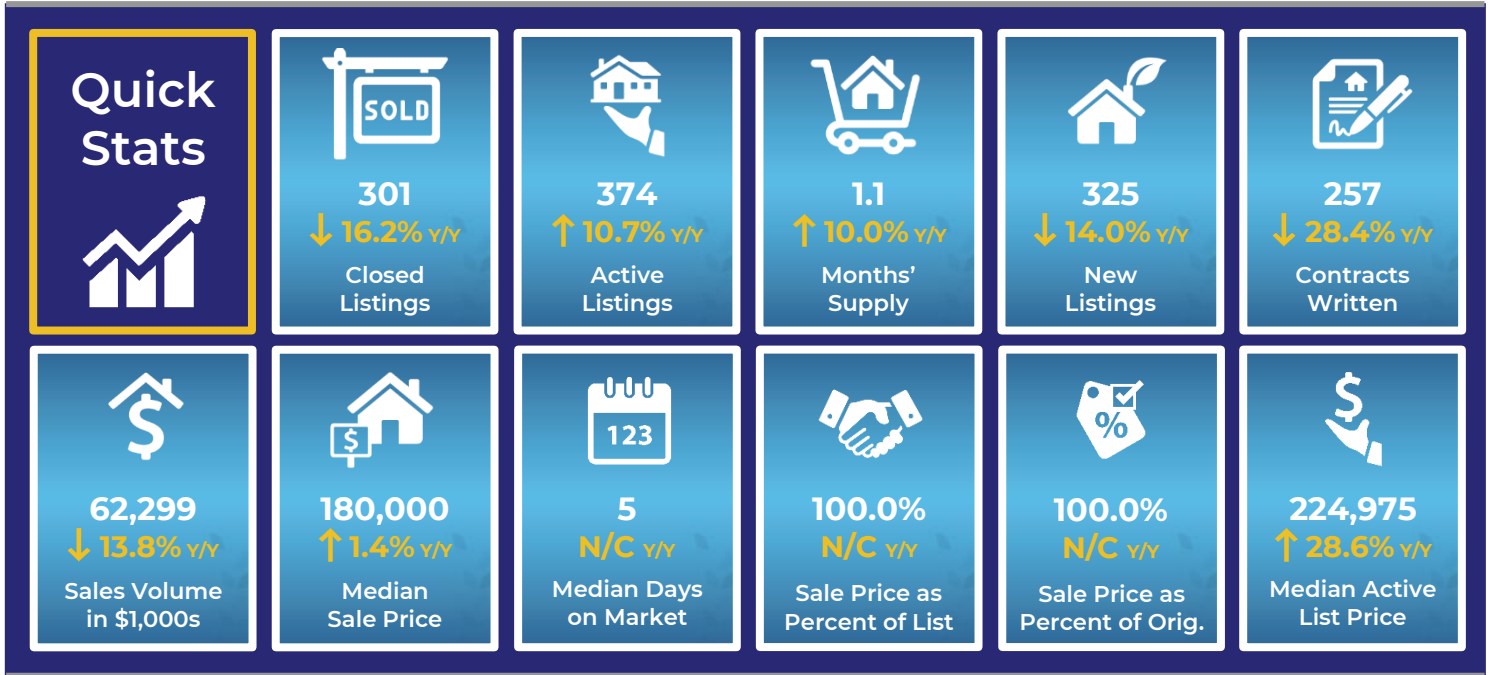 Quick
Stats
SOLD
301
↓ 16.2% Y/Y
Closed
Listings
374
↑ 10.7% Y/Y
Active
Listings
1.1
↑ 10.0% Y/Y
Months’
Supply
325
↓ 14.0% Y/Y
New
Listings
257
↓ 28.4% Y/Y
Contracts
Written
$
62,299
↓ 13.8% Y/Y
Sales Volume
in $1,000s
$
180,000
↑ 1.4% Y/Y
Median
Sale Price
123
5
N/C Y/Y
Median Days
on Market
100.0%
N/C Y/Y
Sale Price as
Percent of List
%
100.0%
N/C Y/Y
Sale Price as
Percent of Orig.
$
224,975
↑ 28.6% Y/Y
Median Active
List Price